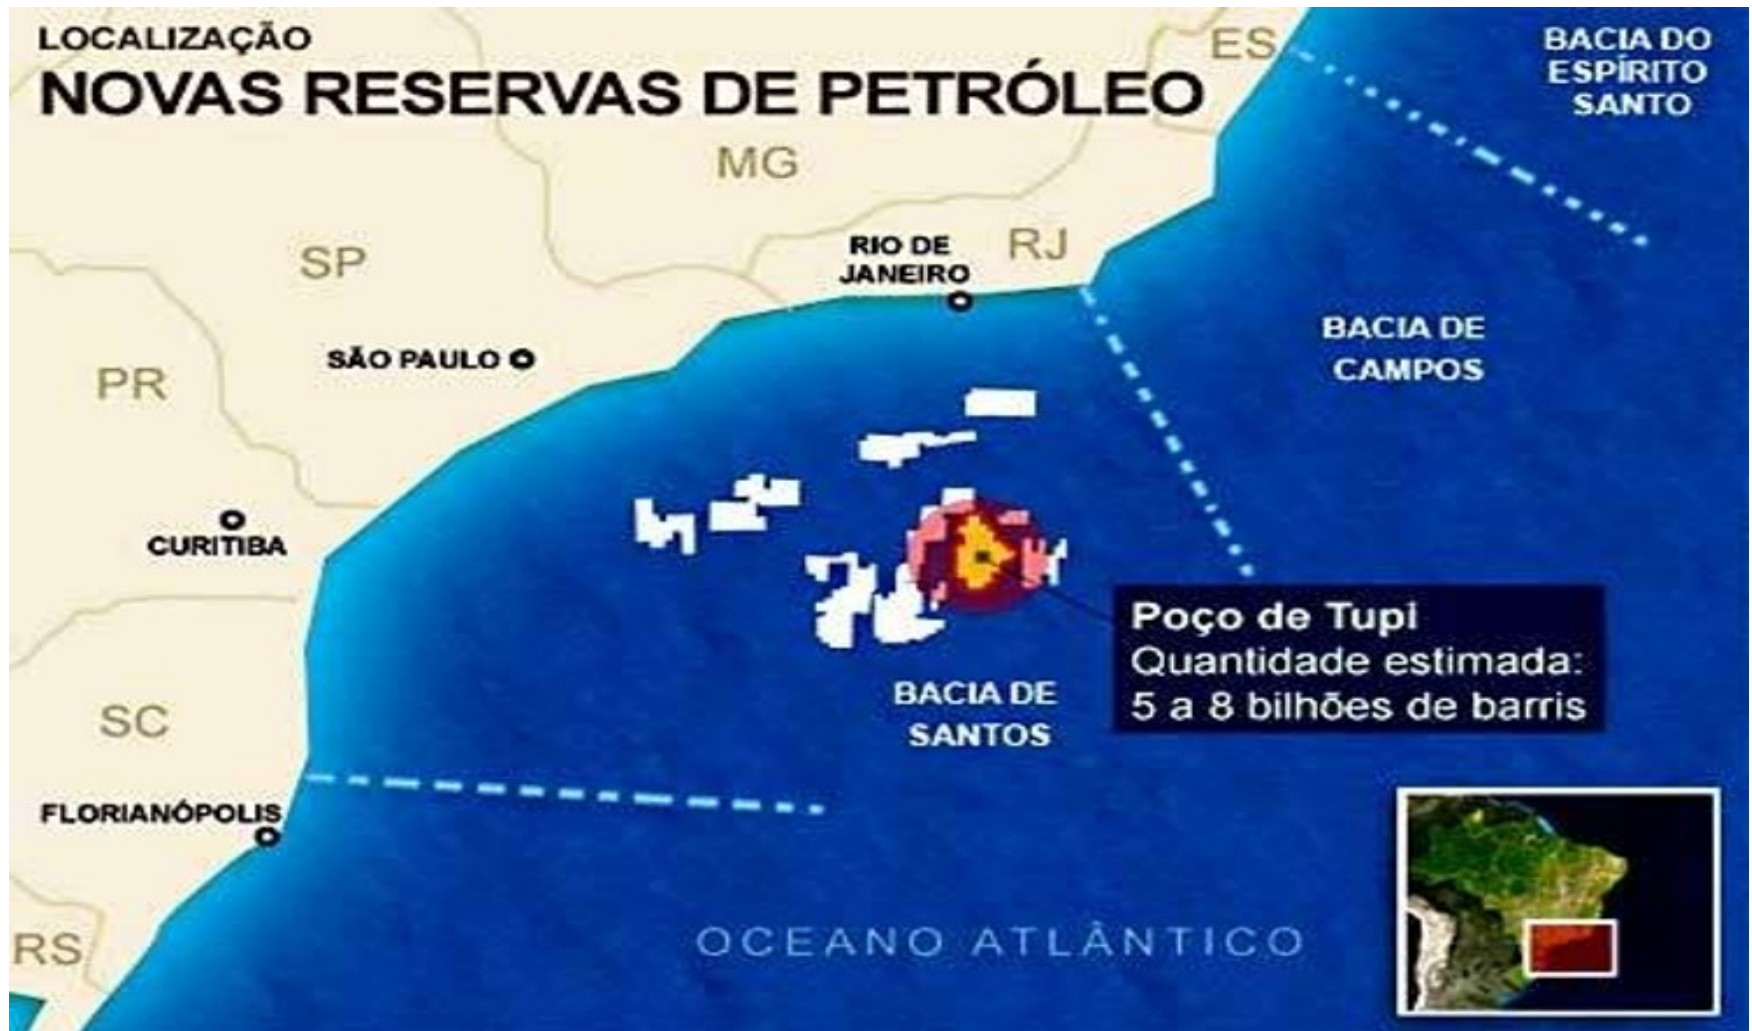 LOCALIZAÇÃO
NOVAS RESERVAS DE PETRÓLEO
ES
BACIA DO
ESPÍRITO
SANTO
MG
SP
RIO DE
JANEIRO
RJ
BACIA DE
CAMPOS
SÃO PAULO
PR
CURITIBA
Poço de Tupi
Quantidade estimada:
5 a 8 bilhões de barris
BACIA DE
SANTOS
SC
FLORIANÓPOLIS
RS
OCEANO ATLÂNTICO